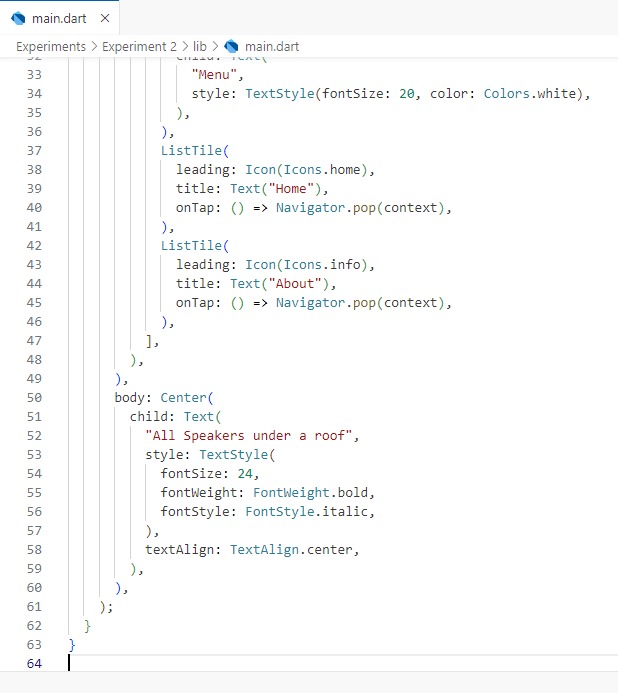 main.dart ×
Experiments > Experiment 2 > lib > main.dart
32 child: Text(
33 "Menu",
34 style: TextStyle(fontSize: 20, color: Colors.white),
35 ),
36 ),
37 ListTile(
38 leading: Icon(Icons.home),
39 title: Text("Home"),
40 onTap: () => Navigator.pop(context),
41 ),
42 ListTile(
43 leading: Icon(Icons.info),
44 title: Text("About"),
45 onTap: () => Navigator.pop(context),
46 ),
47 ],
48 ),
49 ),
50 body: Center(
51 child: Text(
52 "All Speakers under a roof",
53 style: TextStyle(
54 fontSize: 24,
55 fontWeight: FontWeight.bold,
56 fontStyle: FontStyle.italic,
57 ),
58 textAlign: TextAlign.center,
59 ),
60 ),
61 );
62 }
63 }
64